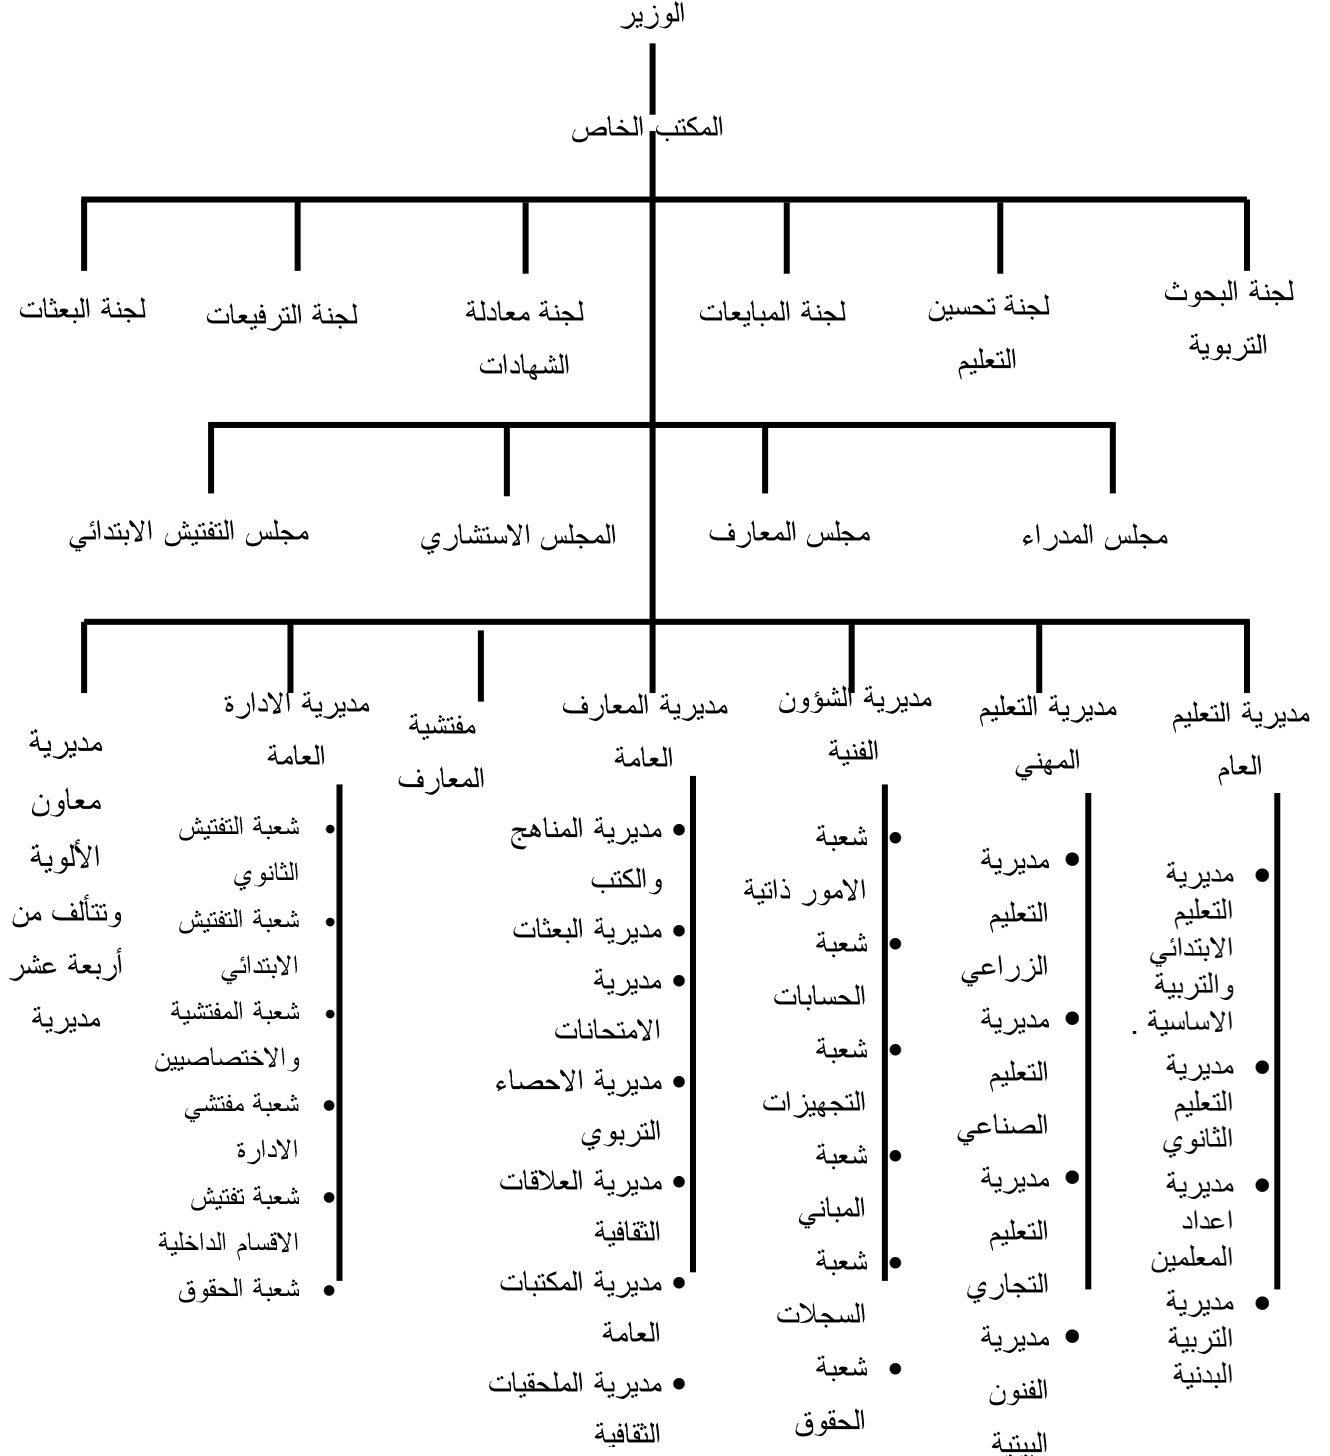 الوزير
المكتب الخاص
لجنة البحوث
التربوية
لجنة تحسين
التعليم
لجنة المبايعات
لجنة معادلة
الشهادات
لجنة الترفيعات
لجنة البعثات
مجلس المدراء
مجلس المعارف
المجلس الاستشاري
مجلس التفتيش الابتدائي
مديرية التعليم
العام
مديرية
التعليم
الابتدائي
والتربية
الاساسية .
مديرية
التعليم
الثانوي
مديرية
اعداد
المعلمين
مديرية
التربية
البدنية
مديرية التعليم
المهني
مديرية
التعليم
الزراعي
مديرية
التعليم
الصناعي
مديرية
التعليم
التجاري
مديرية
الفنون
البيتية
مديرية الشؤون
الفنية
شعبة
الامور ذاتية
شعبة
الحسابات
شعبة
التجهيزات
شعبة
المباني
شعبة
السجلات
شعبة
الحقوق
مديرية المعارف
العامة
مديرية المناهج
والكتب
مديرية البعثات
مديرية
الامتحانات
مديرية الاحصاء
التربوي
مديرية العلاقات
الثقافية
مديرية المكتبات
العامة
مديرية الملحقيات
الثقافية
مفتشية
المعارف
مديرية الادارة
العامة
شعبة التفتيش
الثانوي
شعبة التفتيش
الابتدائي
شعبة المفتشية
والاختصاصيين
شعبة مفتشي
الادارة
شعبة تفتيش
الاقسام الداخلية
شعبة الحقوق
مديرية
معاون
الألوية
وتتألف من
أربعة عشر
مديرية